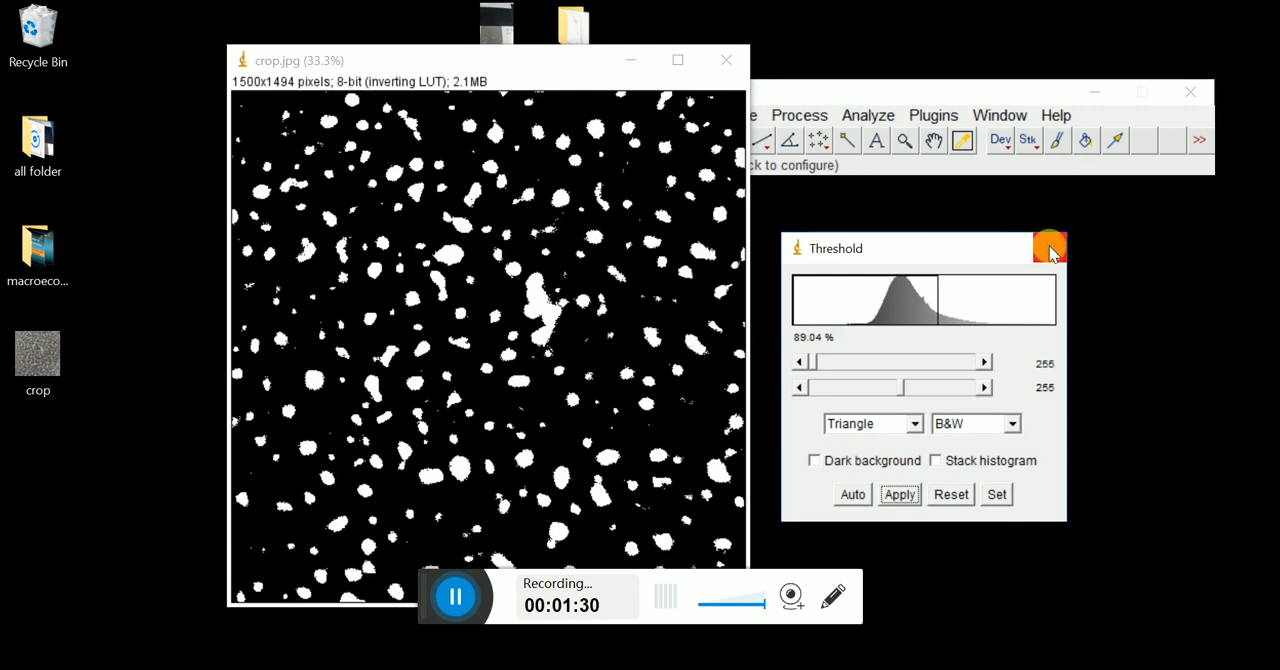 Recycle Bin
all folder
macroeco...
crop
crop.jpg (33.3%)
1500x1494 pixels; 8-bit (inverting LUT); 2.1MB
e Process Analyze Plugins Window Help
A Dev Stk >>
ck to configure)
Threshold
89.04 %
255
255
Triangle B&W
Dark background Stack histogram
Auto Apply Reset Set
Recording...
00:01:30